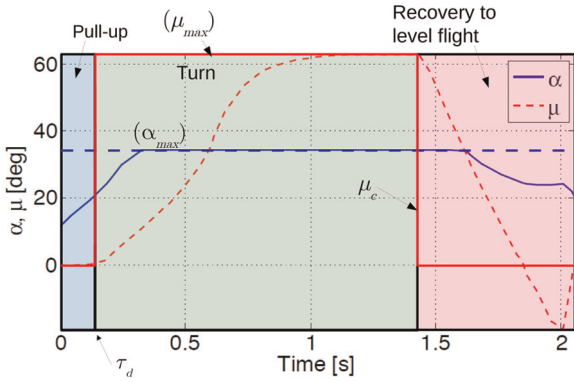 Pull-up
(μmax)
Recovery to
level flight
60
Turn
α
μ
(αmax)
40
20
0
μc
α, μ [deg]
0
0.5
1
1.5
2
τd
Time [s]